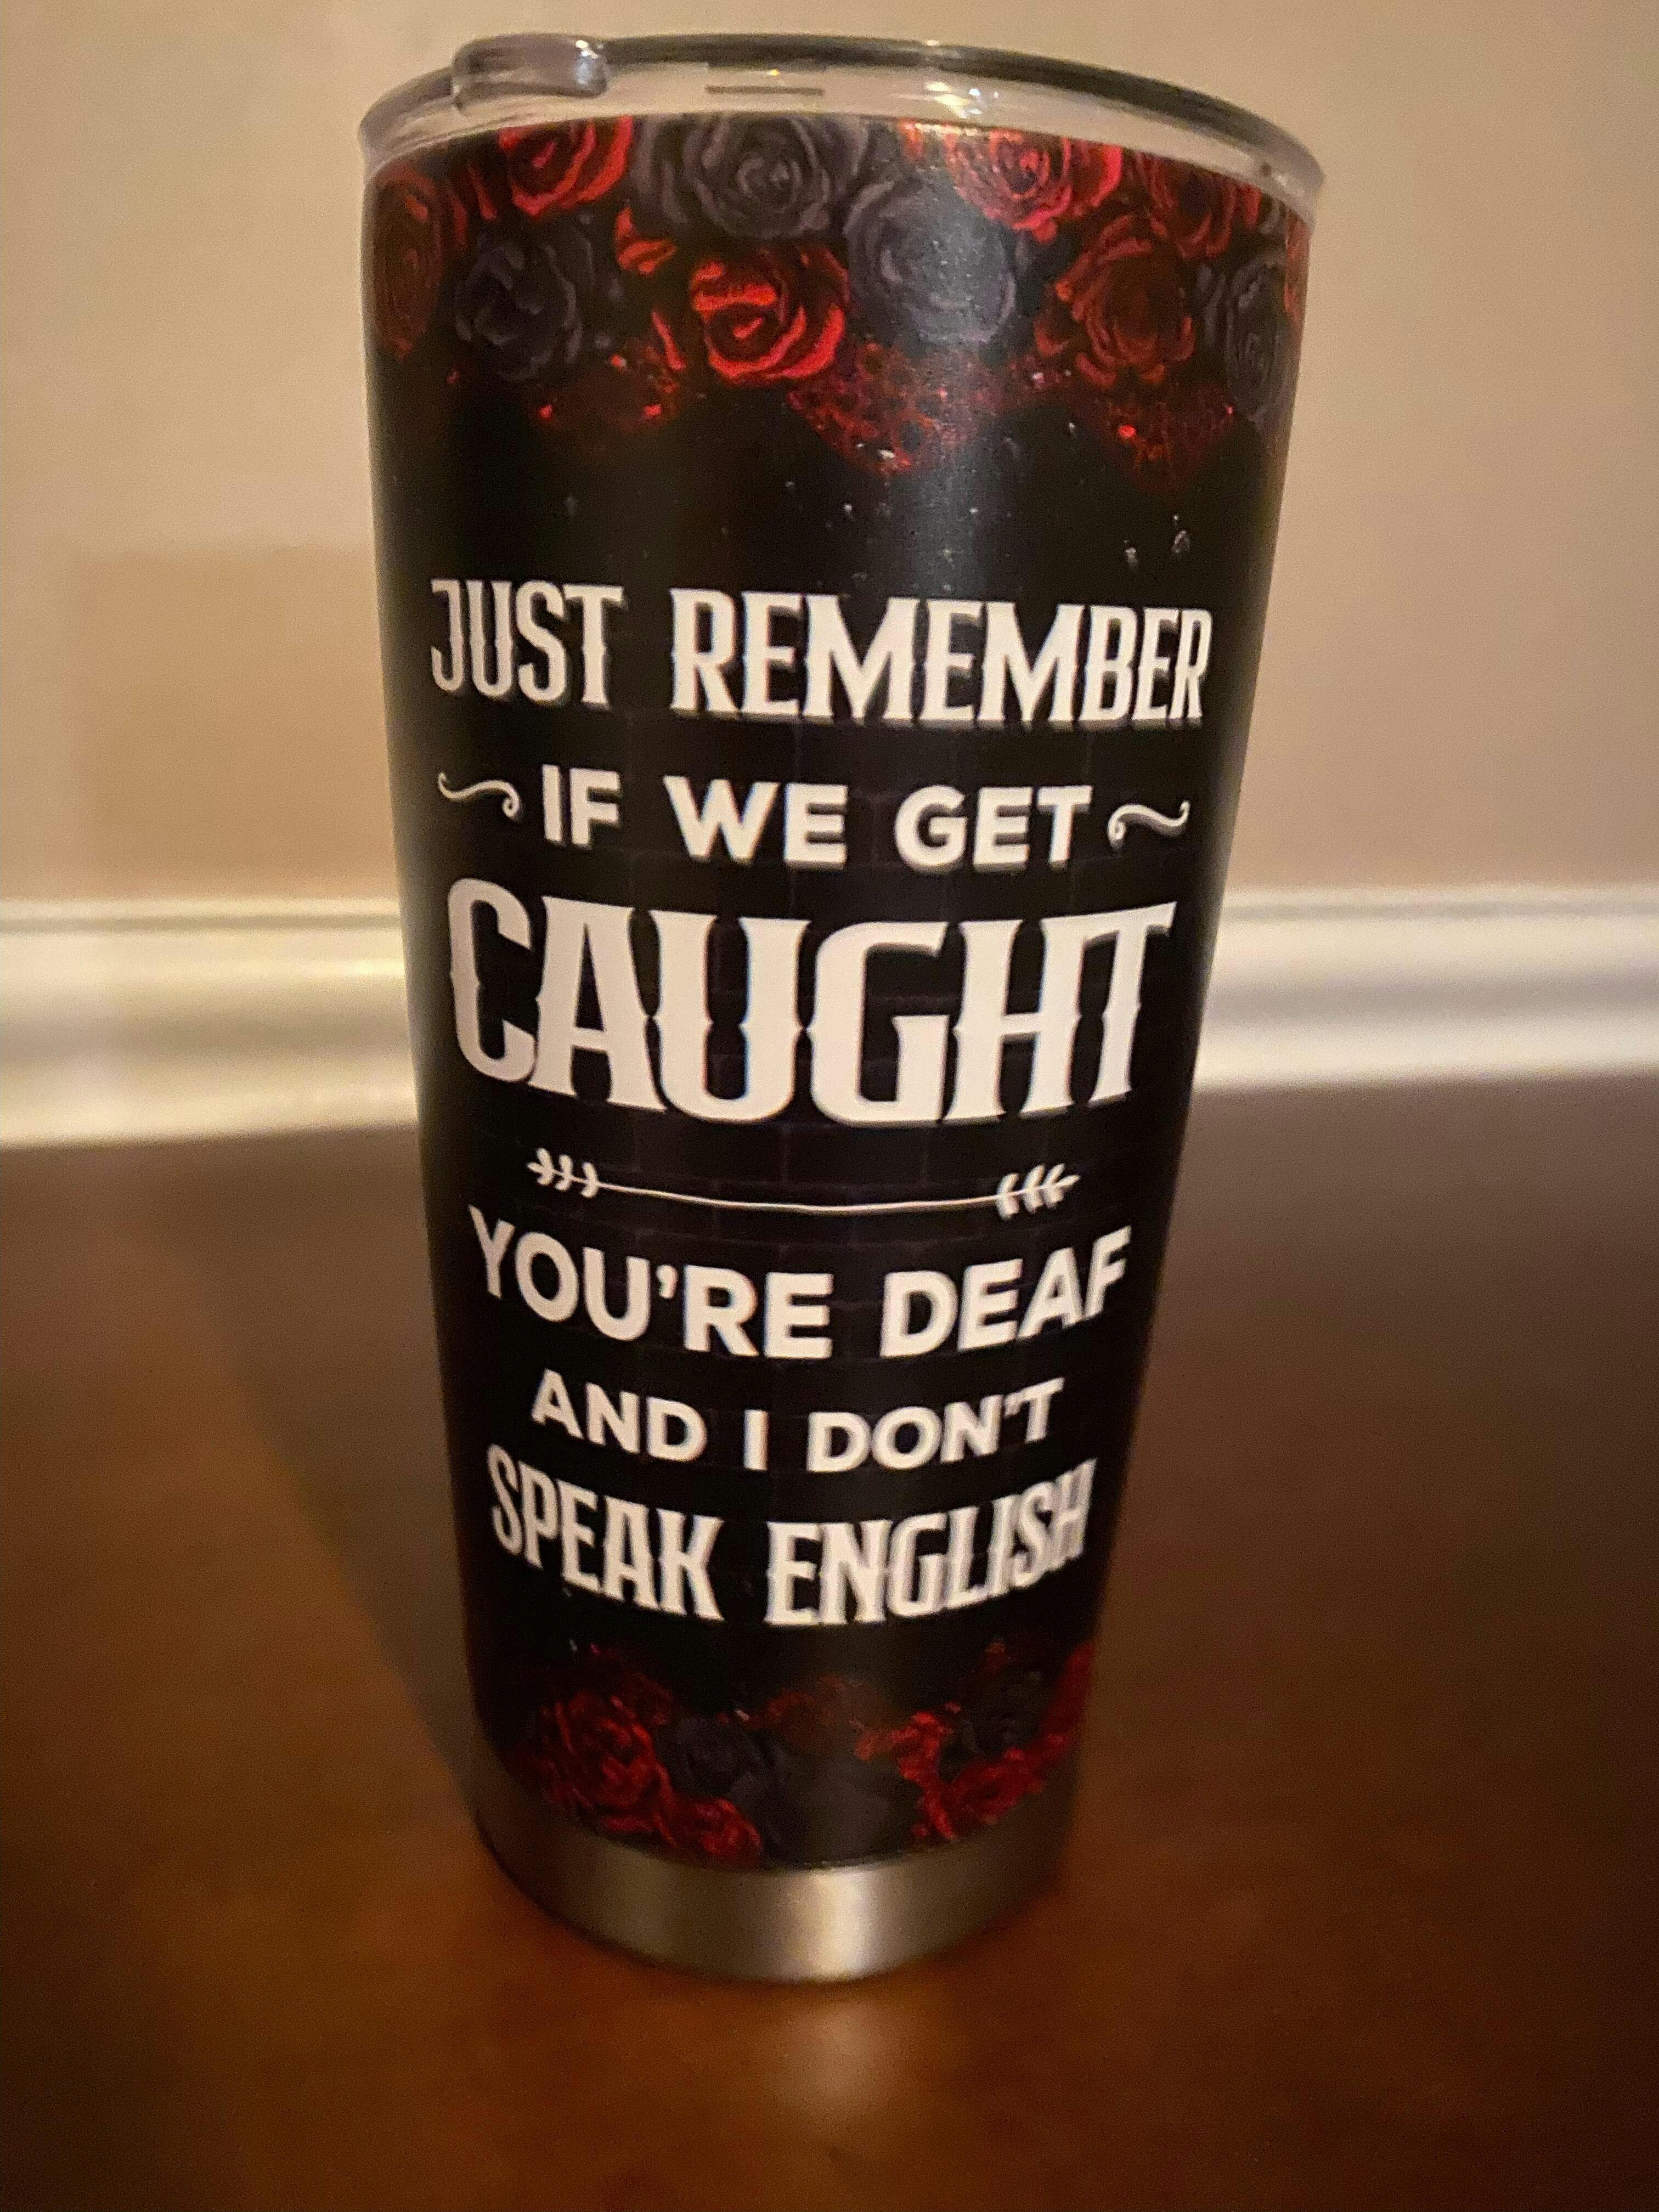 JUST REMEMBER
IF WE GET
CAUGHT
YOU'RE DEAF
AND I DON'T
SPEAK ENGLISH